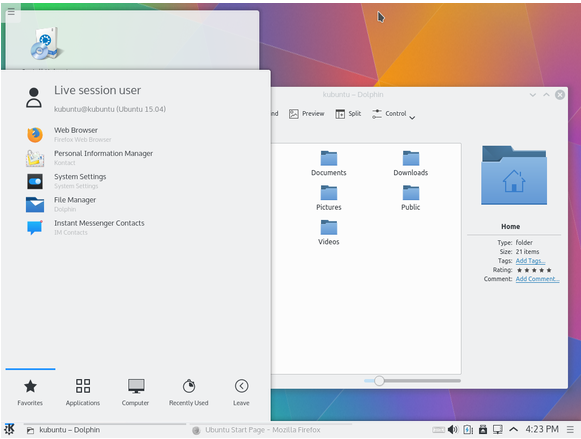 Live session user
kubuntu@kubuntu (Ubuntu 15.04)
Web Browser
Firefox Web Browser
Personal Information Manager
Kontact
System Settings
System Settings
File Manager
Dolphin
Instant Messenger Contacts
IM Contacts
Favorites
Applications
Computer
Recently Used
Leave
kubuntu – Dolphin
nd
Preview
Split
Control
Documents
Downloads
Pictures
Public
Videos
Home
Type: folder
Size: 21 items
Tags: Add Tags...
Rating: ★★★★★
Comment: Add Comment...
kubuntu – Dolphin
Ubuntu Start Page – Mozilla Firefox
4:23 PM